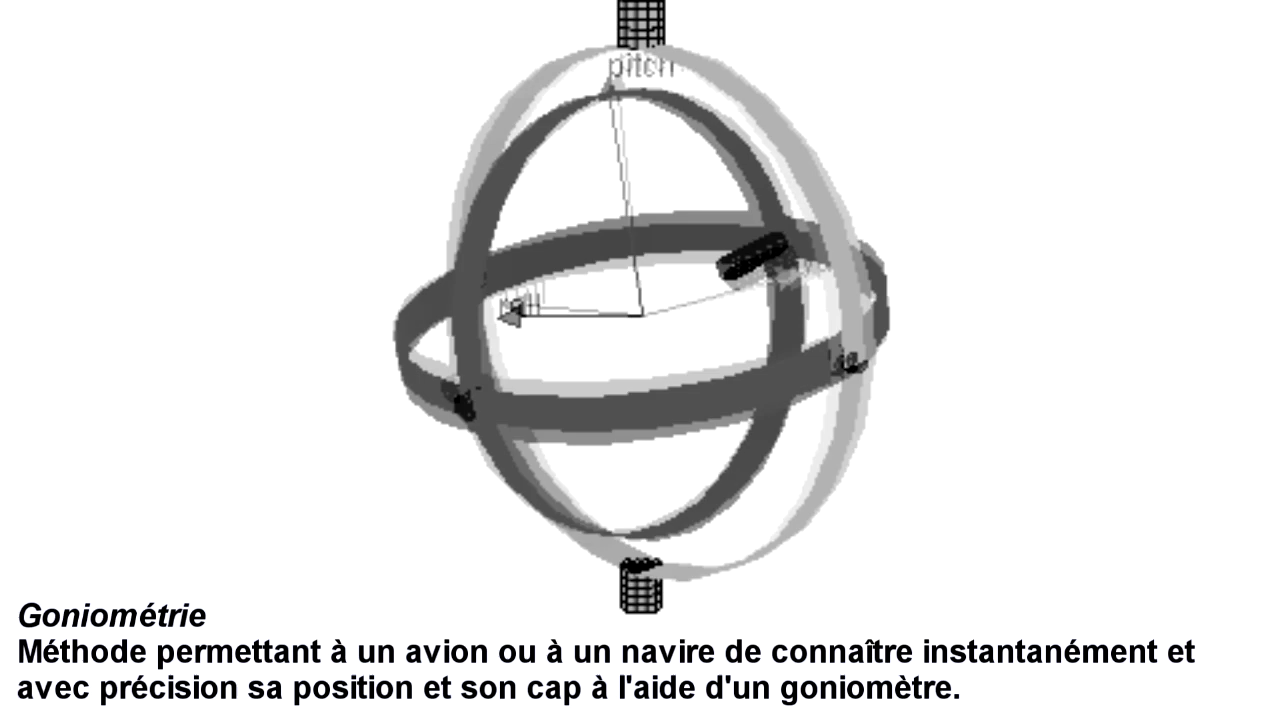 pitch
Goniométrie
Méthode permettant à un avion ou à un navire de connaître instantanément et
avec précision sa position et son cap à l'aide d'un goniomètre.